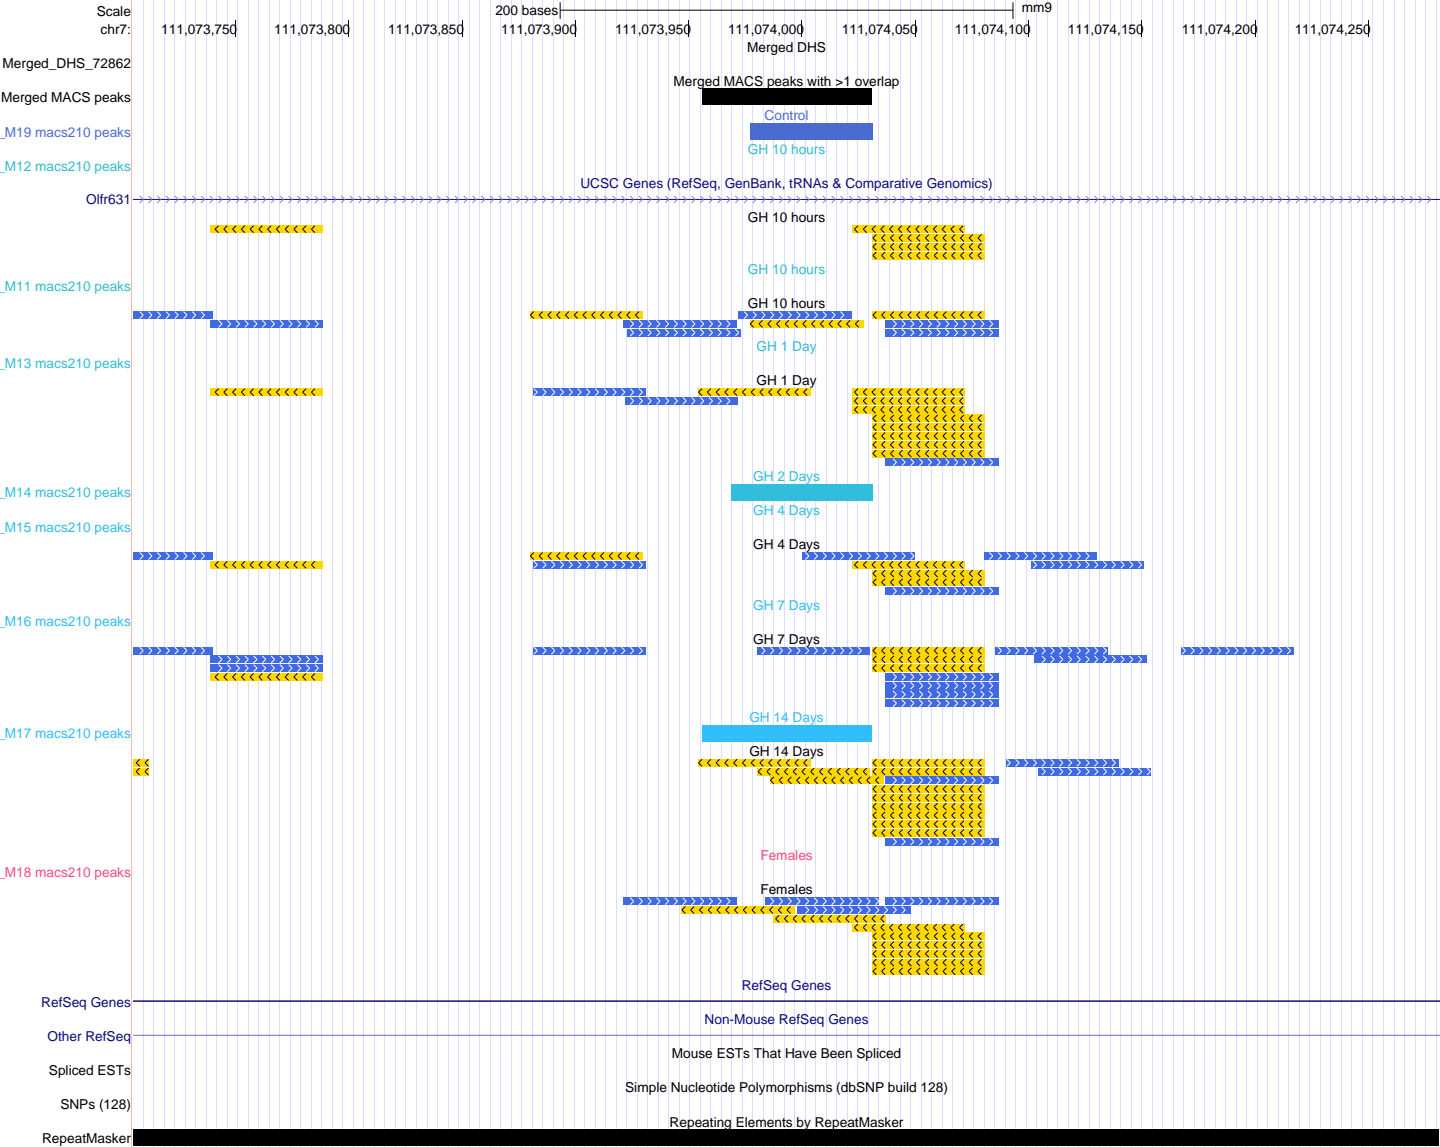 Scale 200 bases mm9
chr7: 111,073,750 111,073,800 111,073,850 111,073,900 111,073,950 111,074,000 111,074,050 111,074,100 111,074,150 111,074,200 111,074,250
Merged DHS
Merged_DHS_72862
Merged MACS peaks with >1 overlap
Merged MACS peaks
Control
_M19 macs210 peaks
GH 10 hours
_M12 macs210 peaks
UCSC Genes (RefSeq, GenBank, tRNAs & Comparative Genomics)
Olfr631
GH 10 hours
GH 10 hours
_M11 macs210 peaks
GH 10 hours
GH 1 Day
_M13 macs210 peaks
GH 1 Day
GH 2 Days
_M14 macs210 peaks
GH 4 Days
_M15 macs210 peaks
GH 4 Days
GH 7 Days
_M16 macs210 peaks
GH 7 Days
GH 14 Days
_M17 macs210 peaks
GH 14 Days
Females
_M18 macs210 peaks
Females
RefSeq Genes
RefSeq Genes
Non-Mouse RefSeq Genes
Other RefSeq
Mouse ESTs That Have Been Spliced
Spliced ESTs
Simple Nucleotide Polymorphisms (dbSNP build 128)
SNPs (128)
Repeating Elements by RepeatMasker
RepeatMasker